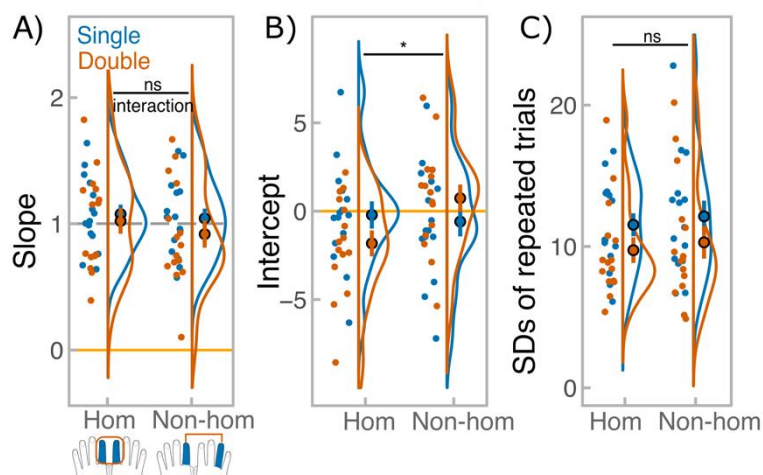 A)
Single
Double
ns
interaction
Slope
2
1
0
Hom
Non-hom
B)
*
Intercept
5
0
−5
Hom
Non-hom
C)
ns
SDs of repeated trials
20
10
0
Hom
Non-hom